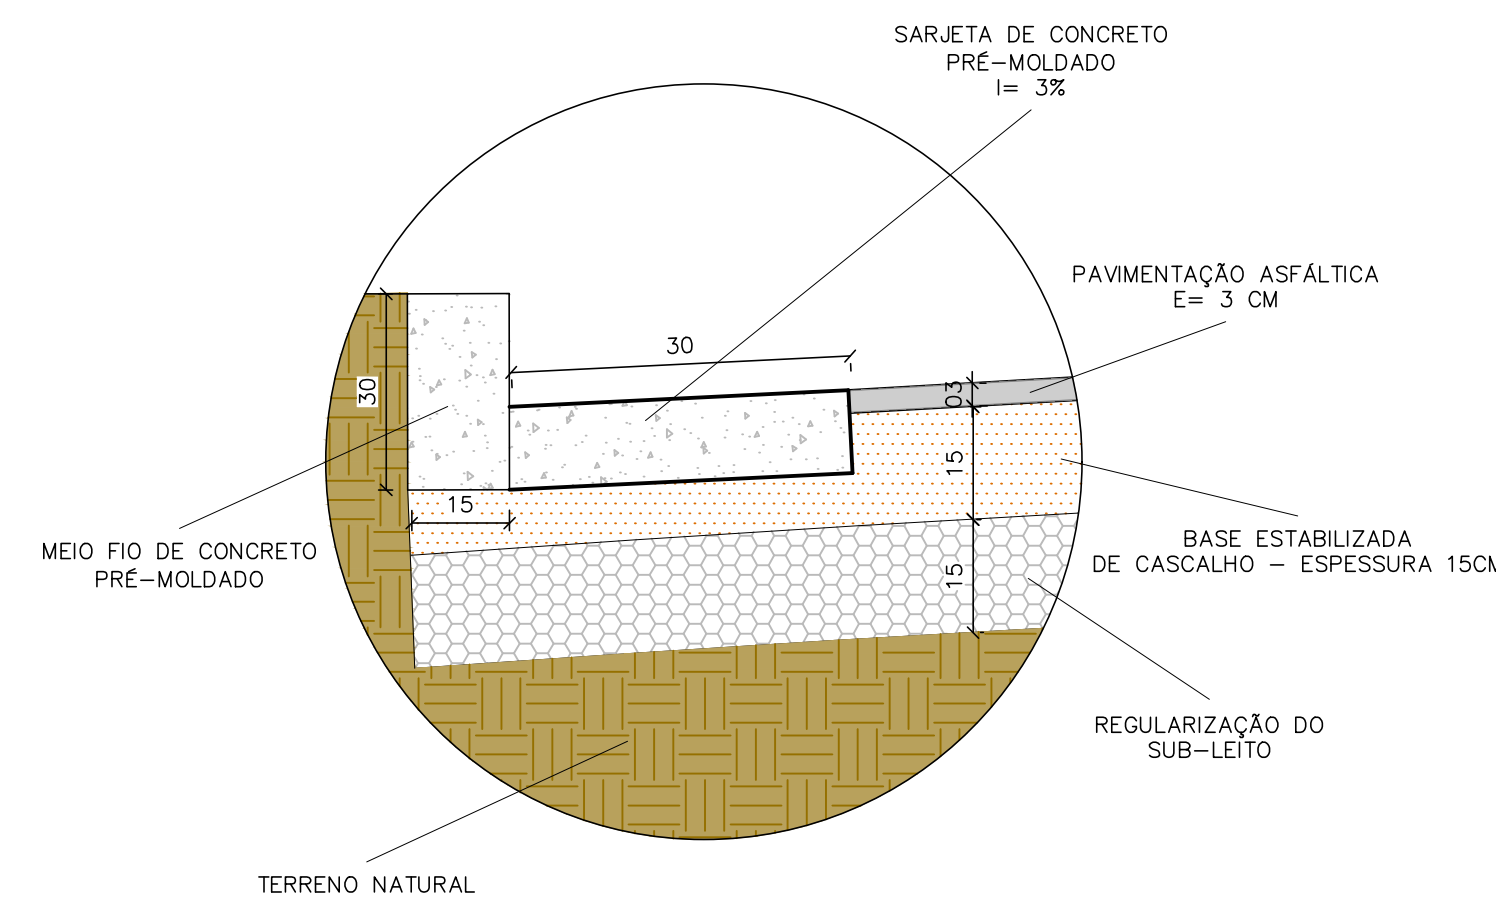 SARJETA DE CONCRETO
PRÉ-MOLDADO
I= 3%
PAVIMENTAÇÃO ASFÁLTICA
E= 3 CM
30
30
03
15
15
15
MEIO FIO DE CONCRETO
PRÉ-MOLDADO
BASE ESTABILIZADA
DE CASCALHO - ESPESSURA 15CM
REGULARIZAÇÃO DO
SUB-LEITO
TERRENO NATURAL